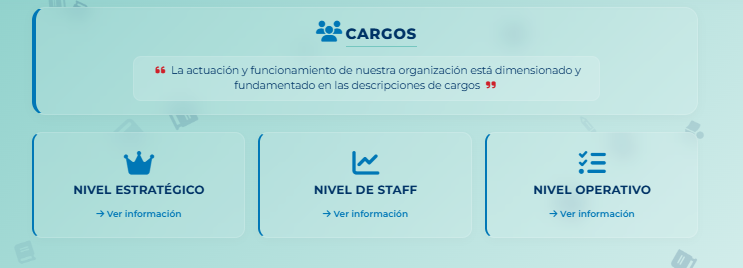 CARGOS
❝ La actuación y funcionamiento de nuestra organización está dimensionado y
fundamentado en las descripciones de cargos ❞
NIVEL ESTRATÉGICO
→ Ver información
NIVEL DE STAFF
→ Ver información
NIVEL OPERATIVO
→ Ver información